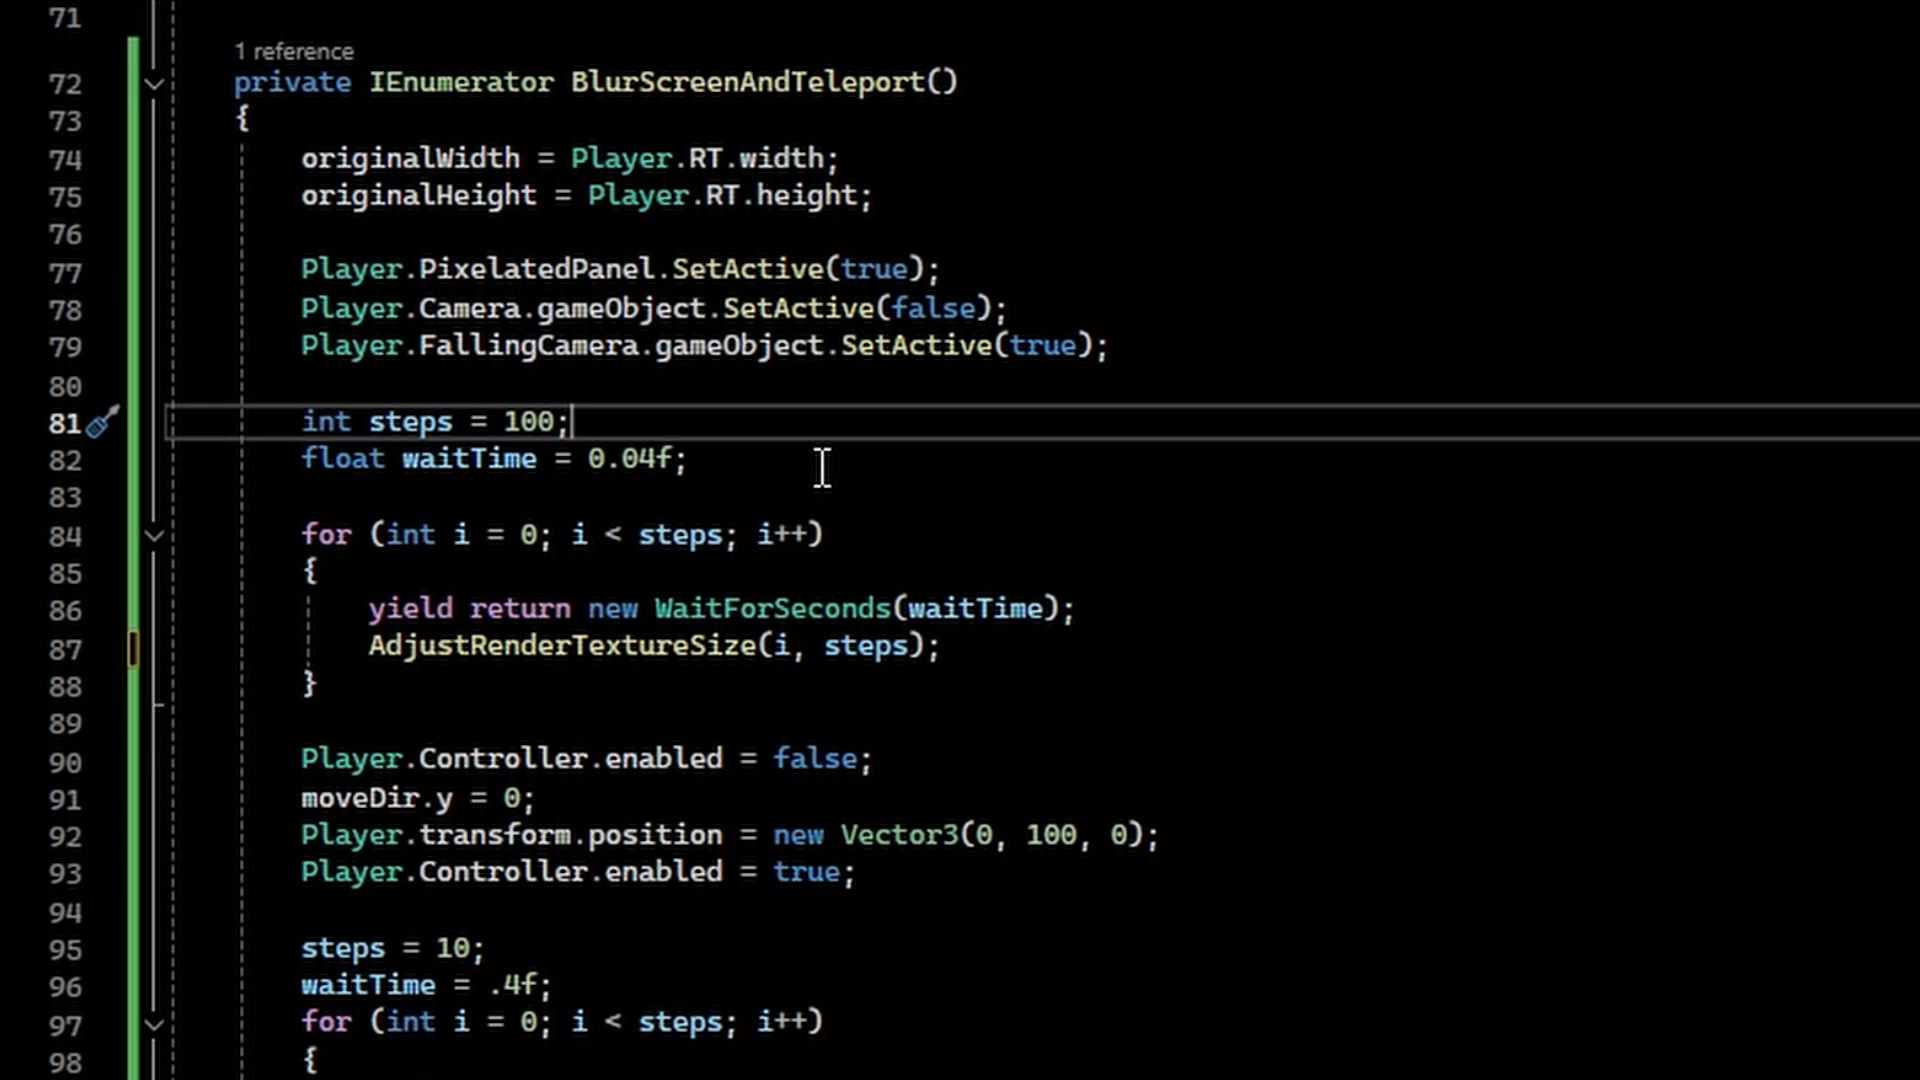 71
1 reference
72 private IEnumerator BlurScreenAndTeleport()
73 {
74 originalWidth = Player.RT.width;
75 originalHeight = Player.RT.height;
76
77 Player.PixelatedPanel.SetActive(true);
78 Player.Camera.gameObject.SetActive(false);
79 Player.FallingCamera.gameObject.SetActive(true);
80
81 int steps = 100;
82 float waitTime = 0.04f;
83
84 for (int i = 0; i < steps; i++)
85 {
86 yield return new WaitForSeconds(waitTime);
87 AdjustRenderTextureSize(i, steps);
88 }
89
90 Player.Controller.enabled = false;
91 moveDir.y = 0;
92 Player.transform.position = new Vector3(0, 100, 0);
93 Player.Controller.enabled = true;
94
95 steps = 10;
96 waitTime = .4f;
97 for (int i = 0; i < steps; i++)
98 {